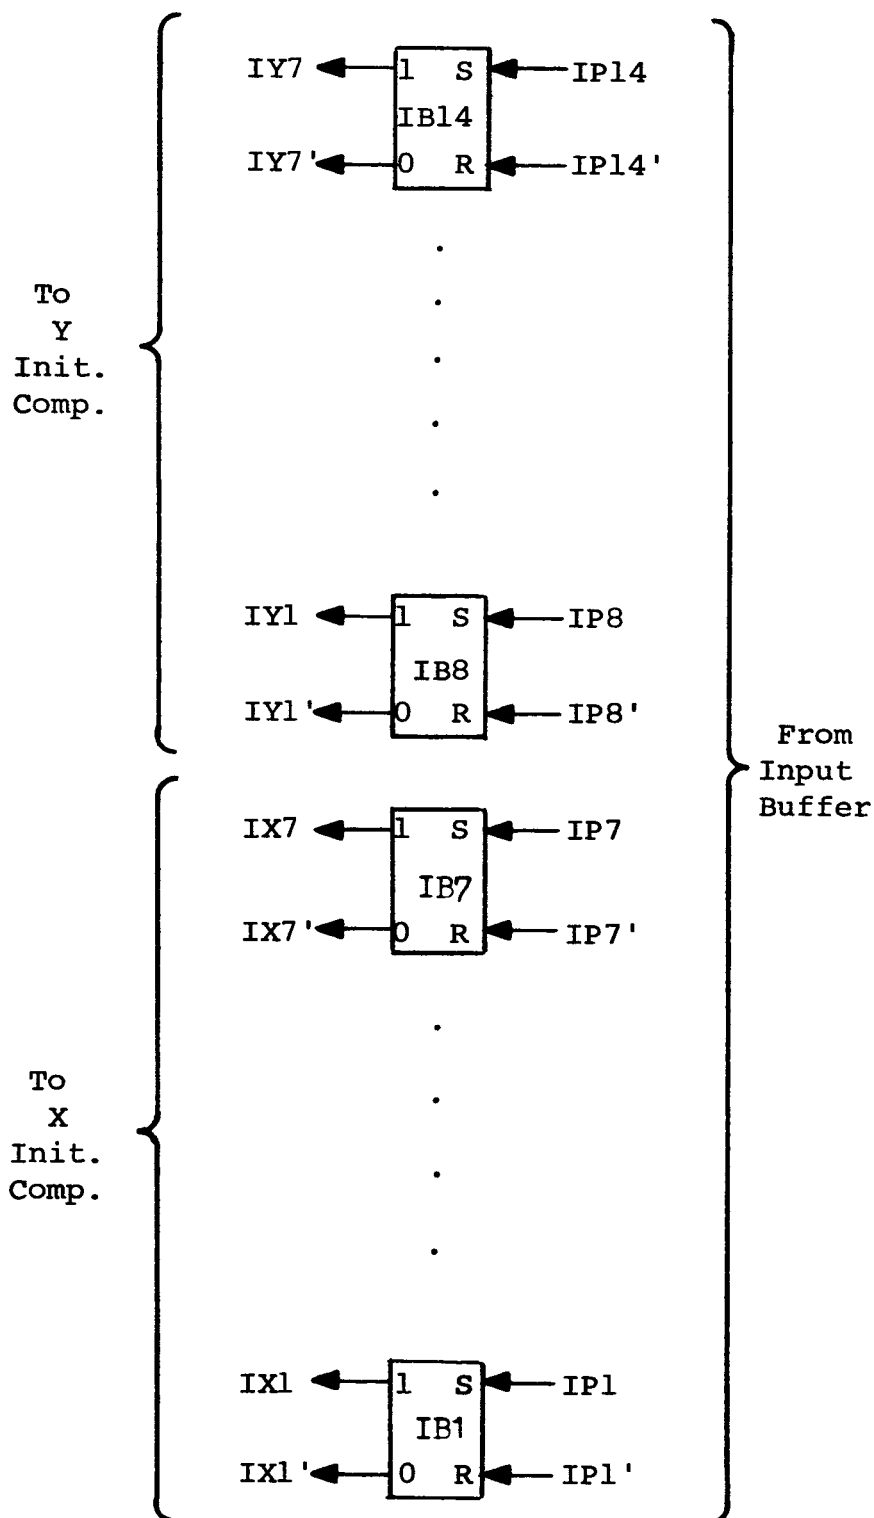 IY7 1 S IP14
IB14
IY7' 0 R IP14'
To
Y
Init.
Comp.
IY1 1 S IP8
IB8
IY1' 0 R IP8'
From
Input
Buffer
IX7 1 S IP7
IB7
IX7' 0 R IP7'
To
X
Init.
Comp.
IX1 1 S IP1
IB1
IX1' 0 R IP1'